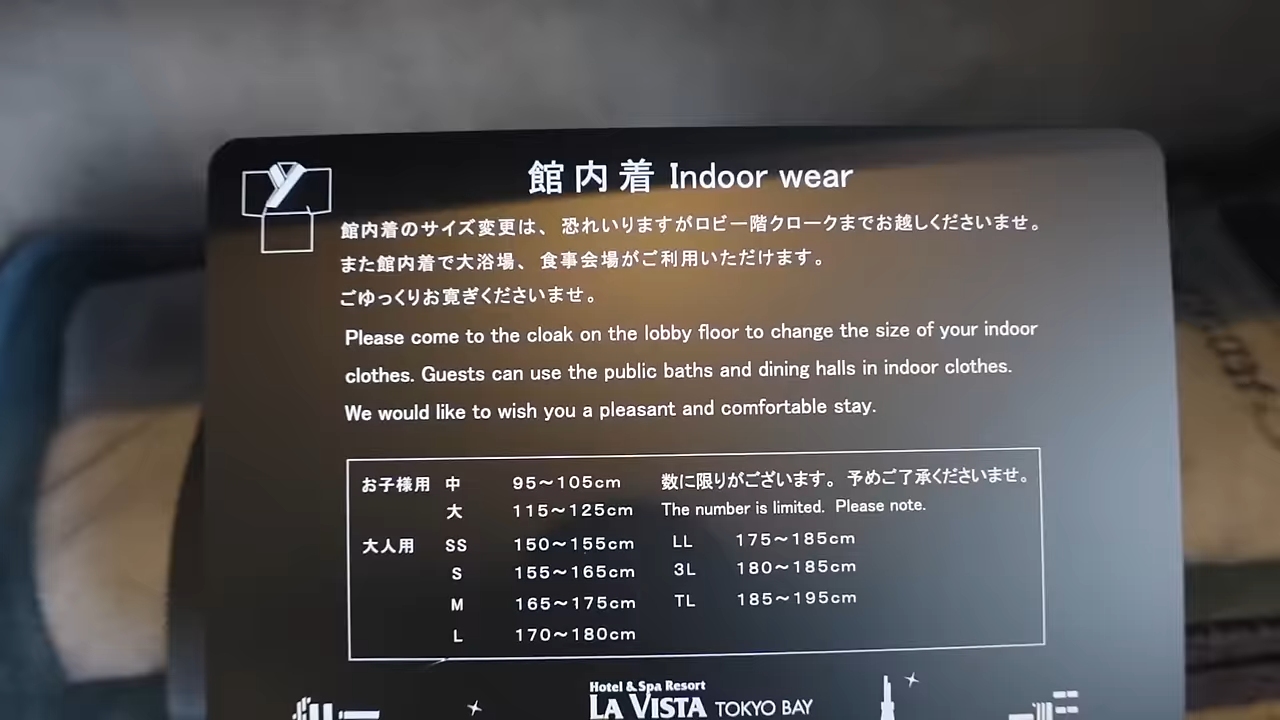 館内着 Indoor wear
館内着のサイズ変更は、恐れいりますがロビー階クロークまでお越しくださいませ。
また館内着で大浴場、食事会場がご利用いただけます。
ごゆっくりお寛ぎくださいませ。
Please come to the cloak on the lobby floor to change the size of your indoor
clothes. Guests can use the public baths and dining halls in indoor clothes.
We would like to wish you a pleasant and comfortable stay.
お子様用 中 95～105cm 数に限りがございます。予めご了承くださいませ。
大 115～125cm The number is limited. Please note.
大人用 SS 150～155cm LL 175～185cm
S 155～165cm 3L 180～185cm
M 165～175cm TL 185～195cm
L 170～180cm
Hotel & Spa Resort
LA VISTA TOKYO BAY